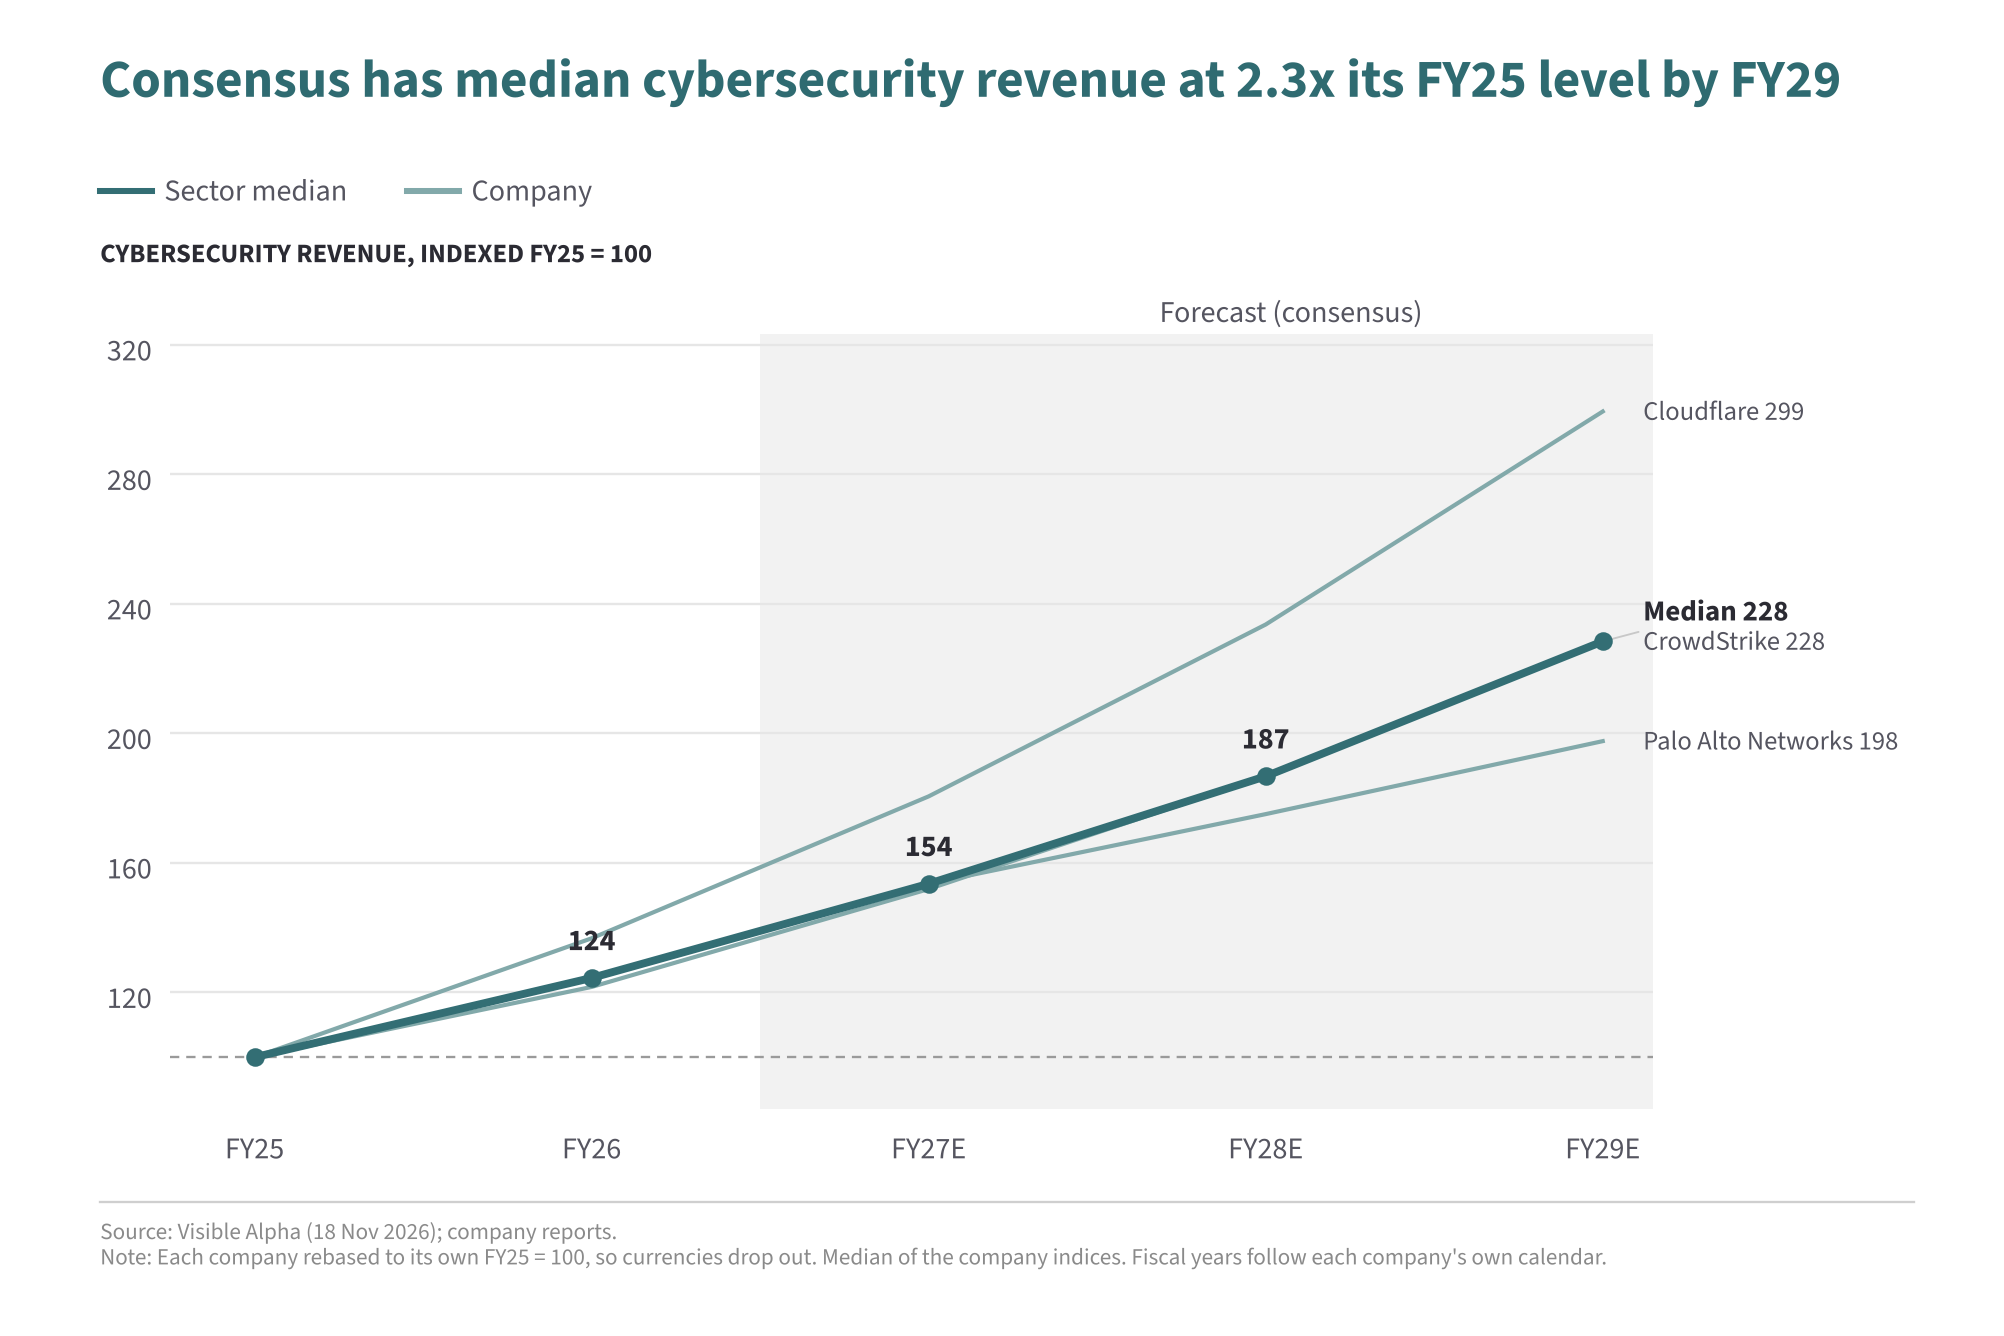 Consensus has median cybersecurity revenue at 2.3x its FY25 level by FY29
Sector median
Company
CYBERSECURITY REVENUE, INDEXED FY25 = 100
Forecast (consensus)
320
280
240
200
160
120
Cloudflare 299
Median 228
CrowdStrike 228
Palo Alto Networks 198
124
154
187
FY25
FY26
FY27E
FY28E
FY29E
Source: Visible Alpha (18 Nov 2026); company reports.
Note: Each company rebased to its own FY25 = 100, so currencies drop out. Median of the company indices. Fiscal years follow each company's own calendar.